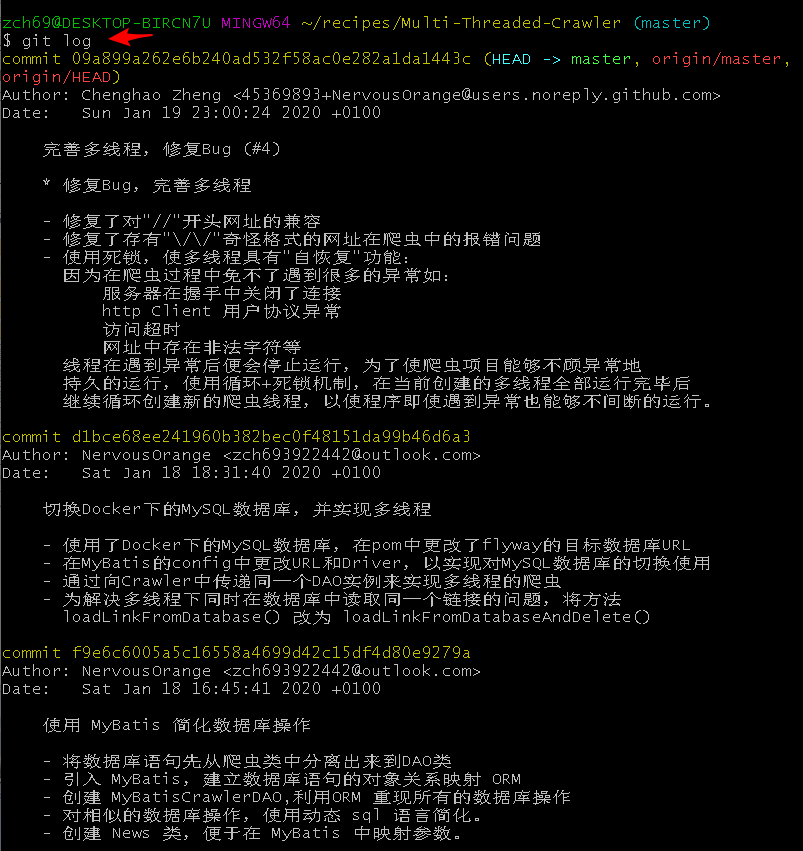 zch69@DESKTOP-BIRCN7U MINGW64 ~/recipes/Multi-Threaded-Crawler (master)
$ git log
commit 09a899a262e6b240ad532f58ac0e282a1da1443c (HEAD -> master, origin/master,
origin/HEAD)
Author: Chenghao Zheng <45369893+NervousOrange@users.noreply.github.com>
Date:   Sun Jan 19 23:00:24 2020 +0100
完善多线程，修复Bug (#4)
* 修复Bug，完善多线程
- 修复了对"//"开头网址的兼容
- 修复了存有"\/\/"奇怪格式的网址在爬虫中的报错问题
- 使用死锁，使多线程具有"自恢复"功能：
因为在爬虫过程中免不了遇到很多的异常如：
服务器在握手中关闭了连接
http Client 用户协议异常
访问超时
网址中存在非法字符等
线程在遇到异常后便会停止运行，为了使爬虫项目能够不顾异常地
持久的运行，使用循环+死锁机制，在当前创建的多线程全部运行完毕后
继续循环创建新的爬虫线程，以使程序即使遇到异常也能够不间断的运行。
commit d1bce68ee241960b382bec0f48151da99b46d6a3
Author: NervousOrange <zch693922442@outlook.com>
Date:   Sat Jan 18 18:31:40 2020 +0100
切换Docker下的MySQL数据库，并实现多线程
- 使用了Docker下的MySQL数据库，在pom中更改了flyway的目标数据库URL
- 在MyBatis的config中更改URL和Driver，以实现对MySQL数据库的切换使用
- 通过向Crawler中传递同一个DAO实例来实现多线程的爬虫
- 为解决多线程下同时在数据库中读取同一个链接的问题，将方法
loadLinkFromDatabase() 改为 loadLinkFromDatabaseAndDelete()
commit f9e6c6005a5c16558a4699d42c15df4d80e9279a
Author: NervousOrange <zch693922442@outlook.com>
Date:   Sat Jan 18 16:45:41 2020 +0100
使用 MyBatis 简化数据库操作
- 将数据库语句先从爬虫类中分离出来到DAO类
- 引入 MyBatis，建立数据库语句的对象关系映射 ORM
- 创建 MyBatisCrawlerDAO,利用ORM 重现所有的数据库操作
- 对相似的数据库操作，使用动态 sql 语言简化。
- 创建 News 类，便于在 MyBatis 中映射参数。